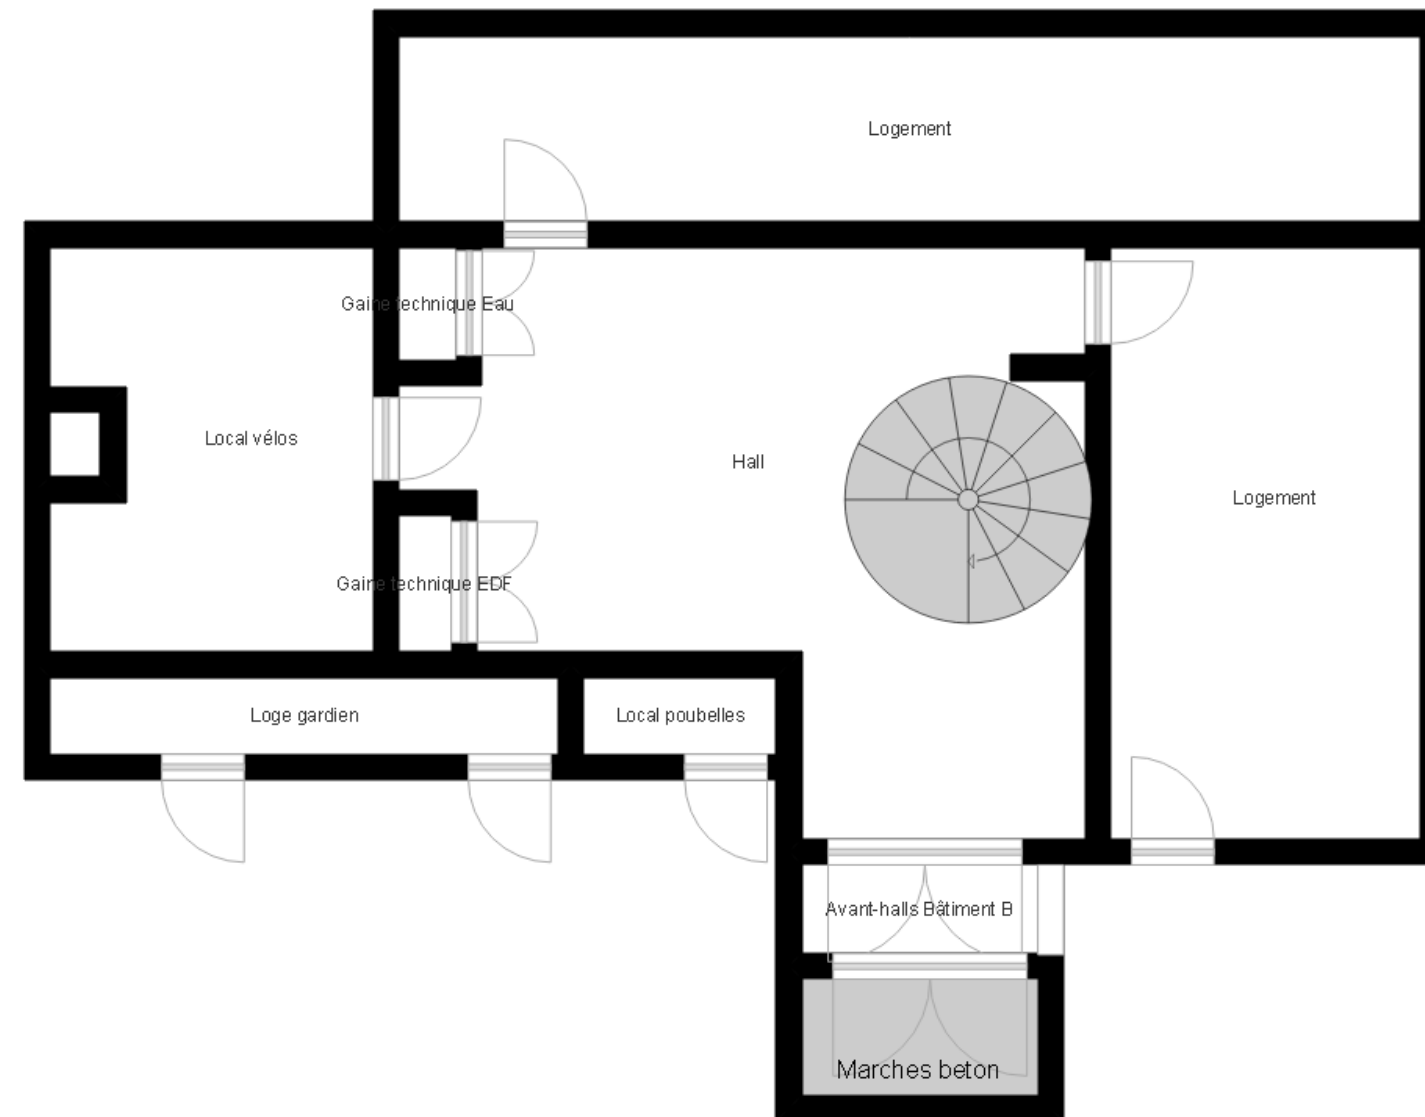 Logement
Gaine technique Eau
Local vélos
Hall
Logement
Gaine technique EDF
Loge gardien
Local poubelles
Avant-halls Bâtiment B
Marches beton